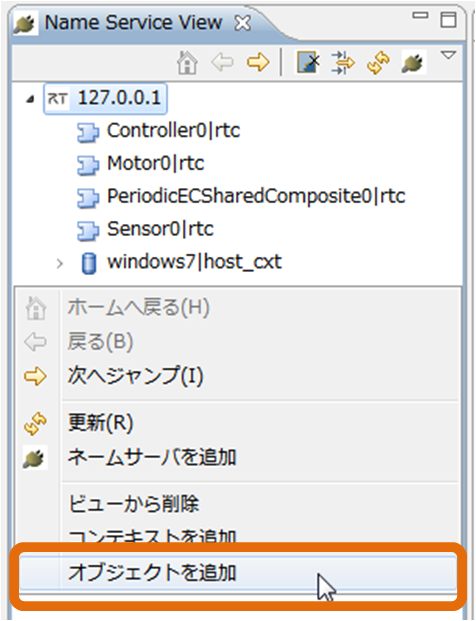 Name Service View
RT 127.0.0.1
Controller0|rtc
Motor0|rtc
PeriodicECSharedComposite0|rtc
Sensor0|rtc
windows7|host_cxt
ホームへ戻る(H)
戻る(B)
次へジャンプ(I)
更新(R)
ネームサーバを追加
ビューから削除
コンテキストを追加
オブジェクトを追加